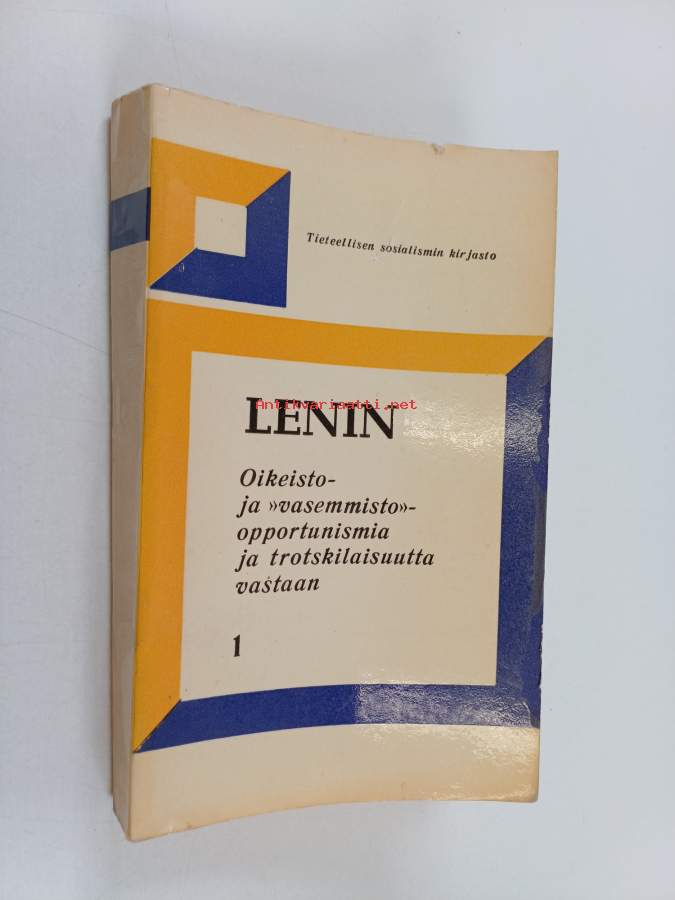 Tieteellisen sosialismin kirjasto
LENIN
Antikvariaatti.net
Oikeisto-
ja »vasemmisto»-
opportunismia
ja trotskilaisuutta
vastaan
1